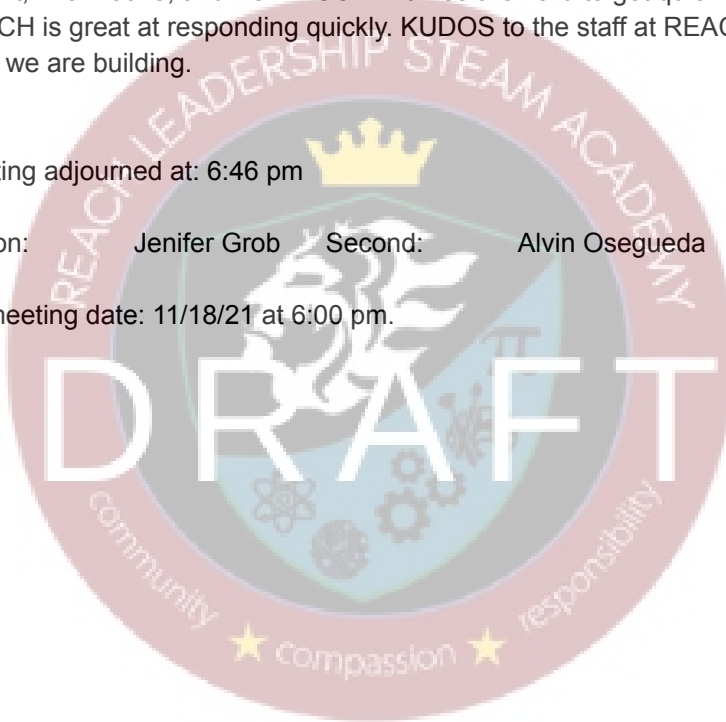 CH is great at responding quickly. KUDOS to the staff at REAC
we are building.
REACH LEADERSHIP STEAM ACADEMY
ting adjourned at: 6:46 pm
on: Jenifer Grob Second: Alvin Osegueda
neeting date: 11/18/21 at 6:00 pm.
DRAFT
π
community ★ compassion ★ responsibility